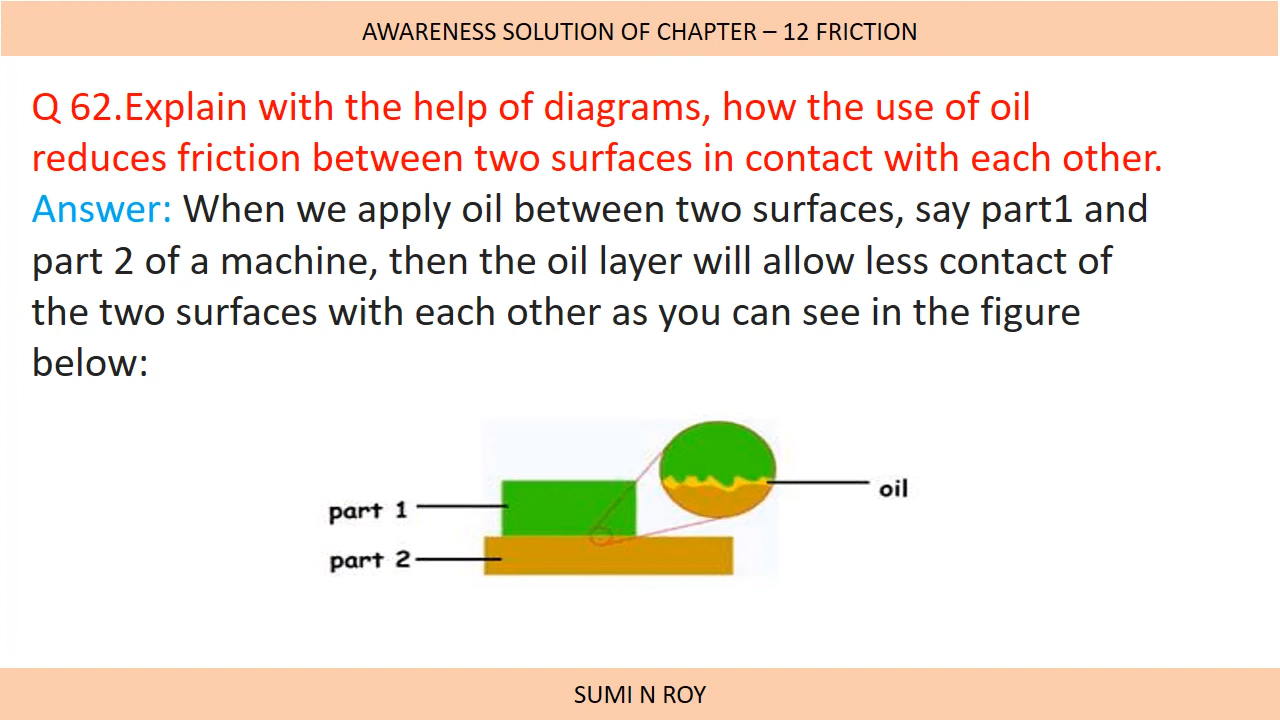 AWARENESS SOLUTION OF CHAPTER – 12 FRICTION
Q 62.Explain with the help of diagrams, how the use of oil
reduces friction between two surfaces in contact with each other.
Answer: When we apply oil between two surfaces, say part1 and
part 2 of a machine, then the oil layer will allow less contact of
the two surfaces with each other as you can see in the figure
below:
oil
part 1
part 2
SUMI N ROY